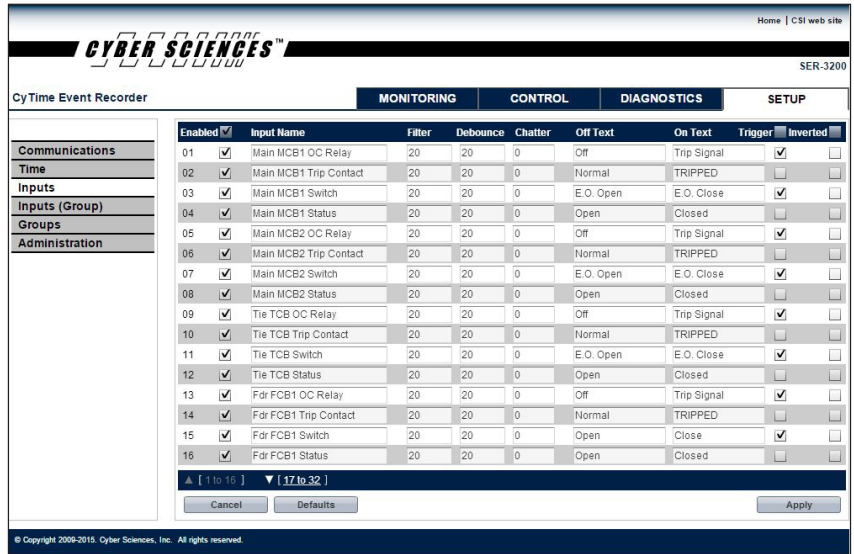 Home | CSI web site
CYBER SCIENCES™
SER-3200
CyTime Event Recorder
MONITORING CONTROL DIAGNOSTICS SETUP
Communications
Time
Inputs
Inputs (Group)
Groups
Administration
Enabled Input Name Filter Debounce Chatter Off Text On Text Trigger Inverted
01 Main MCB1 OC Relay 20 20 0 Off Trip Signal
02 Main MCB1 Trip Contact 20 20 0 Normal TRIPPED
03 Main MCB1 Switch 20 20 0 E.O. Open E.O. Close
04 Main MCB1 Status 20 20 0 Open Closed
05 Main MCB2 OC Relay 20 20 0 Off Trip Signal
06 Main MCB2 Trip Contact 20 20 0 Normal TRIPPED
07 Main MCB2 Switch 20 20 0 E.O. Open E.O. Close
08 Main MCB2 Status 20 20 0 Open Closed
09 Tie TCB OC Relay 20 20 0 Off Trip Signal
10 Tie TCB Trip Contact 20 20 0 Normal TRIPPED
11 Tie TCB Switch 20 20 0 E.O. Open E.O. Close
12 Tie TCB Status 20 20 0 Open Closed
13 Fdr FCB1 OC Relay 20 20 0 Off Trip Signal
14 Fdr FCB1 Trip Contact 20 20 0 Normal TRIPPED
15 Fdr FCB1 Switch 20 20 0 Open Close
16 Fdr FCB1 Status 20 20 0 Open Closed
▲ [ 1 to 16 ] ▼ [ 17 to 32 ]
Cancel Defaults Apply
© Copyright 2009-2015. Cyber Sciences, Inc. All rights reserved.